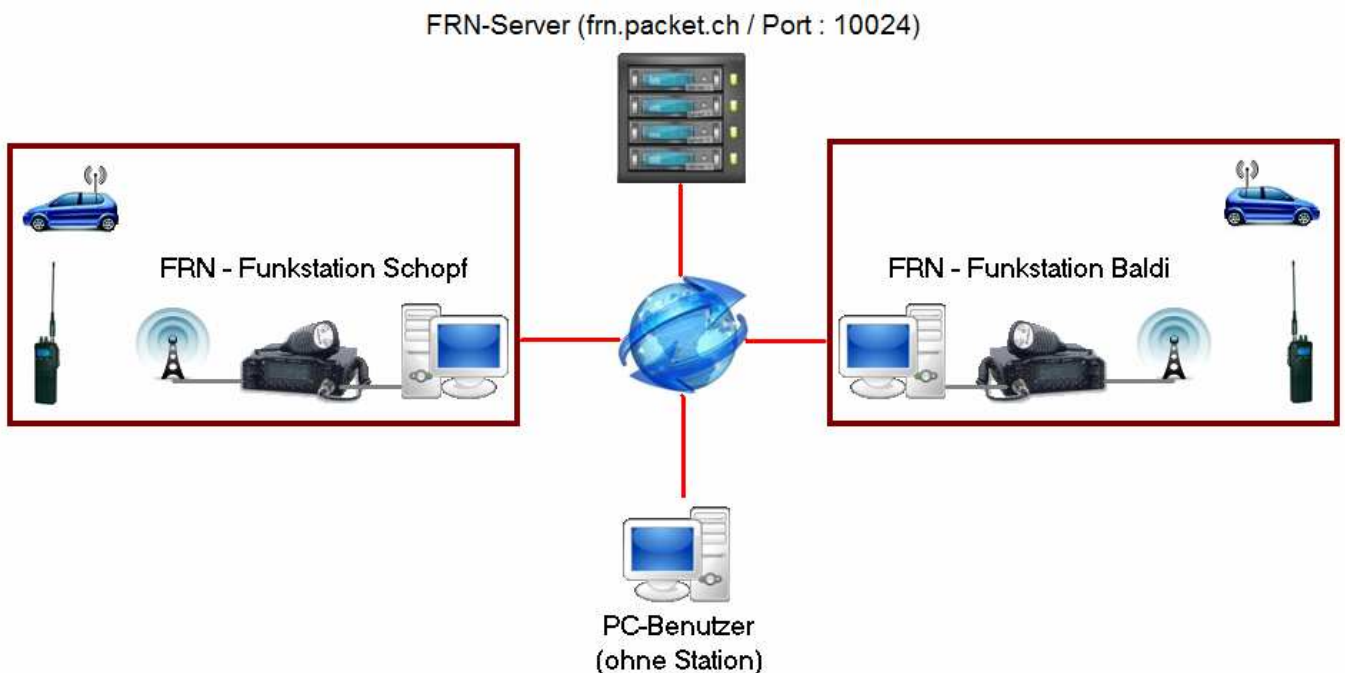 FRN-Server (frn.packet.ch / Port : 10024)
FRN - Funkstation Schopf
FRN - Funkstation Baldi
PC-Benutzer
(ohne Station)